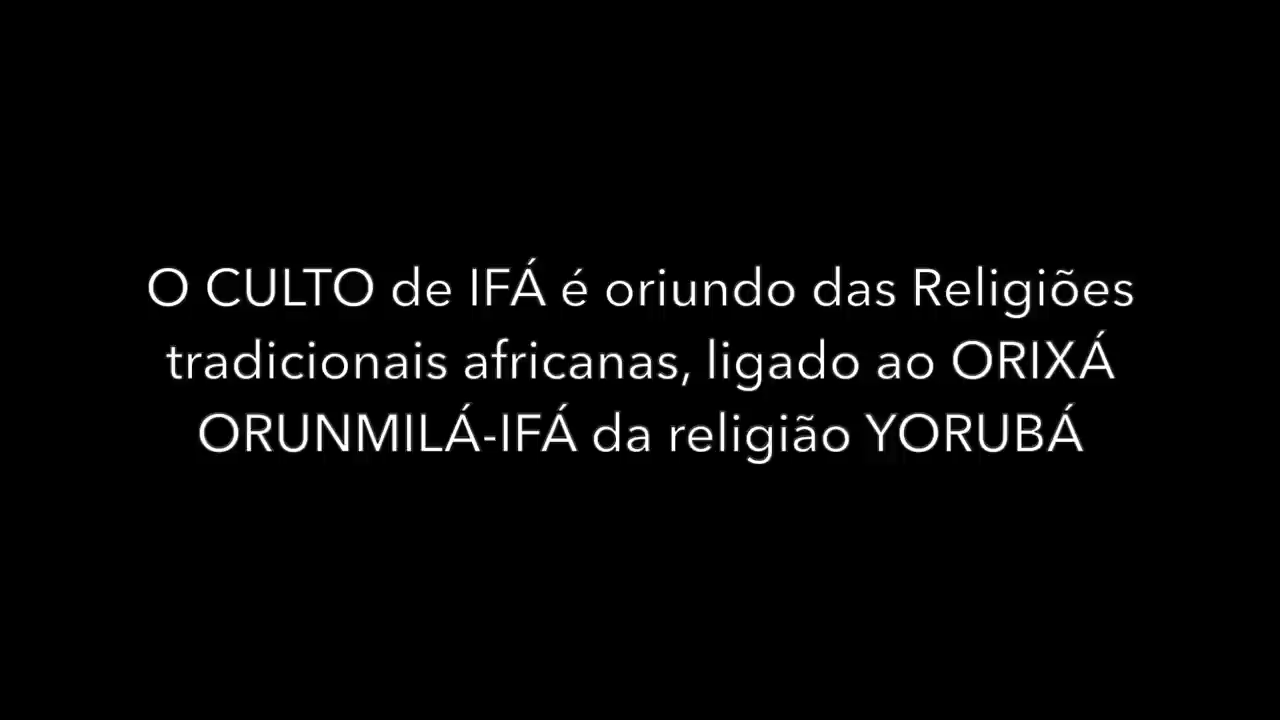 O CULTO de IFÁ é oriundo das Religiões
tradicionais africanas, ligado ao ORIXÁ
ORUNMILÁ-IFÁ da religião YORUBÁ